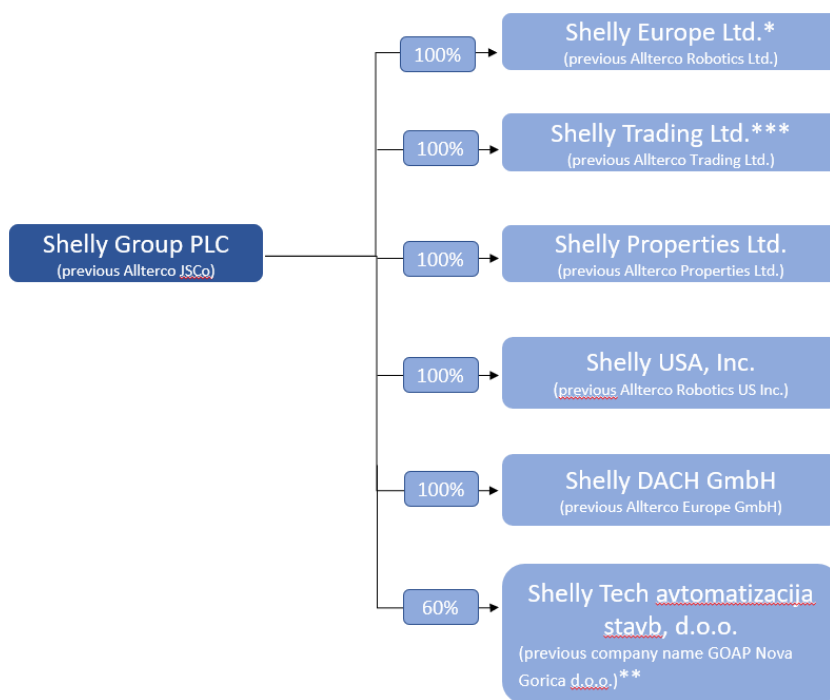 Shelly Europe Ltd.*
(previous Allterco Robotics Ltd.)
100%
Shelly Trading Ltd.***
(previous Allterco Trading Ltd.)
100%
Shelly Group PLC
(previous Allterco JSCo)
Shelly Properties Ltd.
(previous Allterco Properties Ltd.)
100%
Shelly USA, Inc.
(previous Allterco Robotics US Inc.)
100%
Shelly DACH GmbH
(previous Allterco Europe GmbH)
100%
Shelly Tech avtomatizacija
stavb, d.o.o.
(previous company name GOAP Nova
Gorica d.o.o.)**
60%